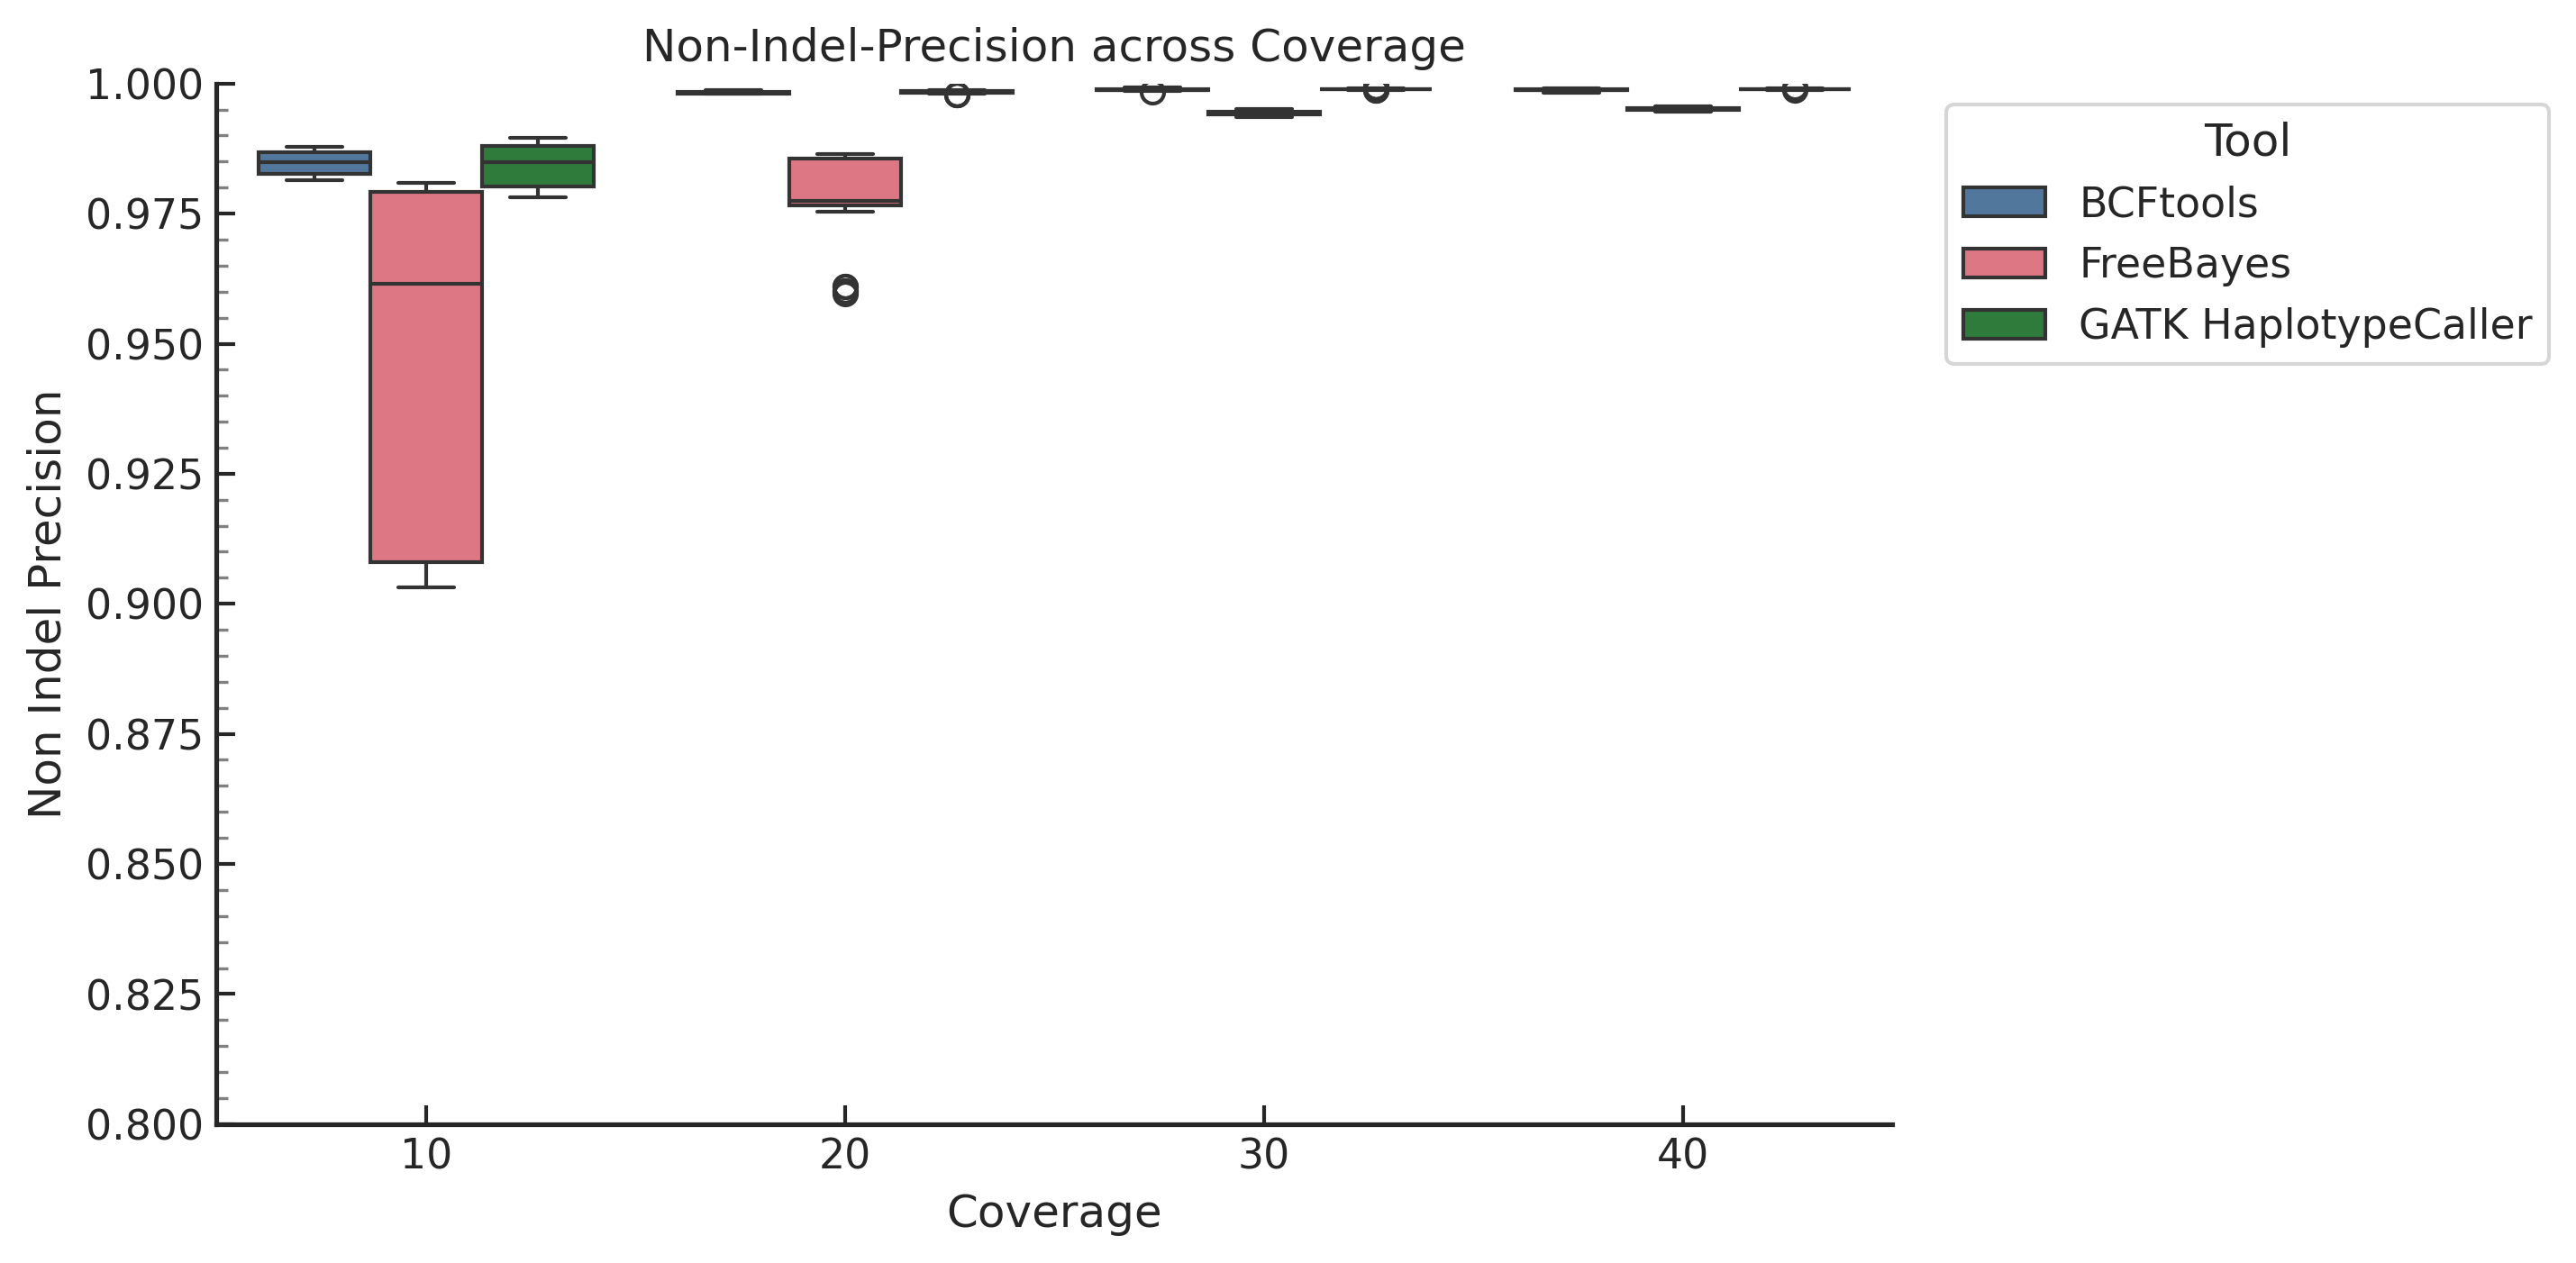 Non-Indel-Precision across Coverage
Non Indel Precision
1.000
0.975
0.950
0.925
0.900
0.875
0.850
0.825
0.800
10 20 30 40
Coverage
Tool
BCFtools
FreeBayes
GATK HaplotypeCaller